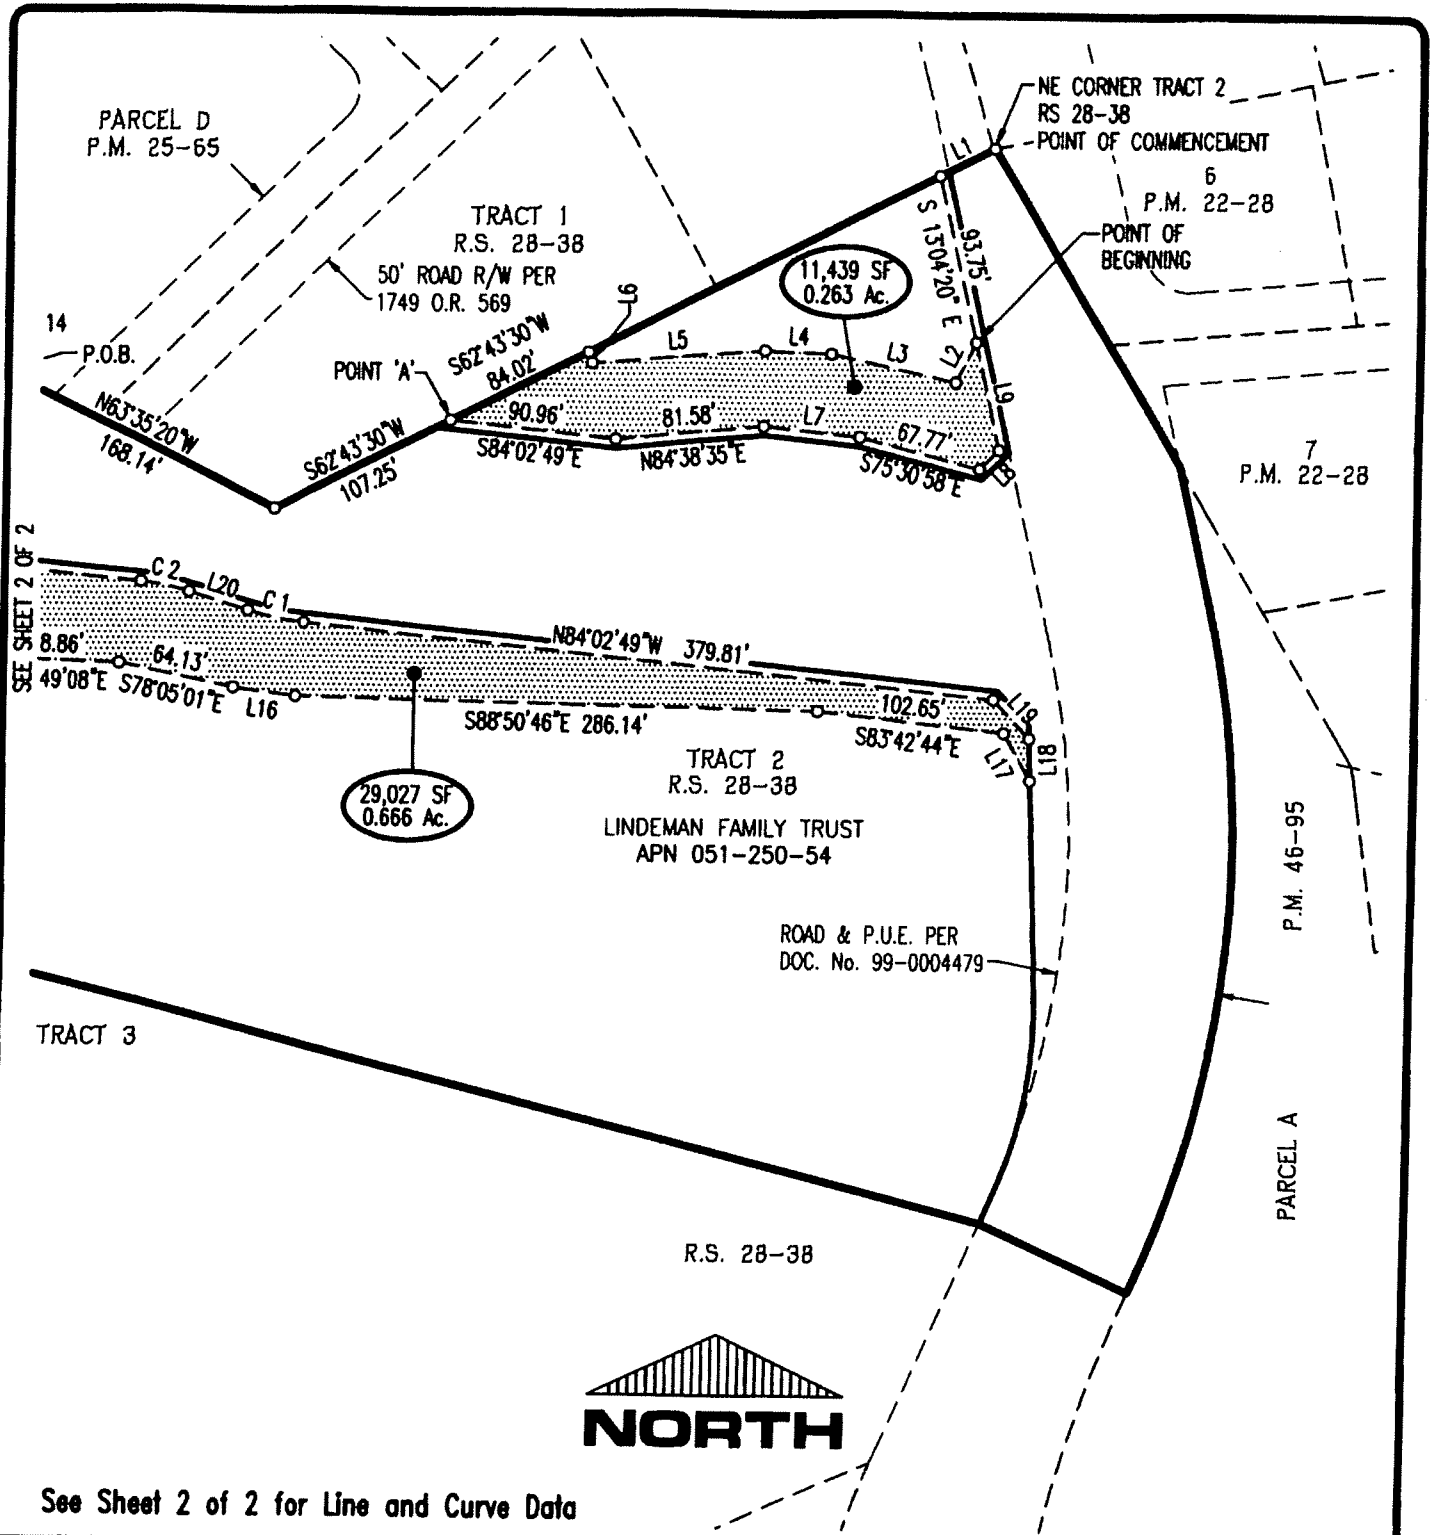 NE CORNER TRACT 2
RS 28-38
POINT OF COMMENCEMENT
6
P.M. 22-28
POINT OF
BEGINNING
PARCEL D
P.M. 25-65
L1
TRACT 1
R.S. 28-38
50' ROAD R/W PER
1749 O.R. 569
S 13°04'20" E
93.75'
11,439 SF
0.263 Ac.
14
P.O.B.
L6
POINT 'A'
S62°43'30"W
84.02'
L5
L4
L3
L2
L9
N63°35'20"W
168.14'
S62°43'30"W
107.25'
90.96'
S84°02'49"E
81.58'
N84°38'35"E
L7
67.77'
S75°30'58"E
L8
7
P.M. 22-28
SEE SHEET 2 OF 2
C 2
L20
C 1
N84°02'49"W 379.81'
8.86'
49'08"E
64.13'
S78°05'01"E
L16
S88°50'46"E 286.14'
102.65'
S83°42'44"E
L19
L18
L17
29,027 SF
0.666 Ac.
TRACT 2
R.S. 28-38
LINDEMAN FAMILY TRUST
APN 051-250-54
P.M. 46-95
ROAD & P.U.E. PER
DOC. No. 99-0004479
TRACT 3
PARCEL A
R.S. 28-38
NORTH
See Sheet 2 of 2 for Line and Curve Data